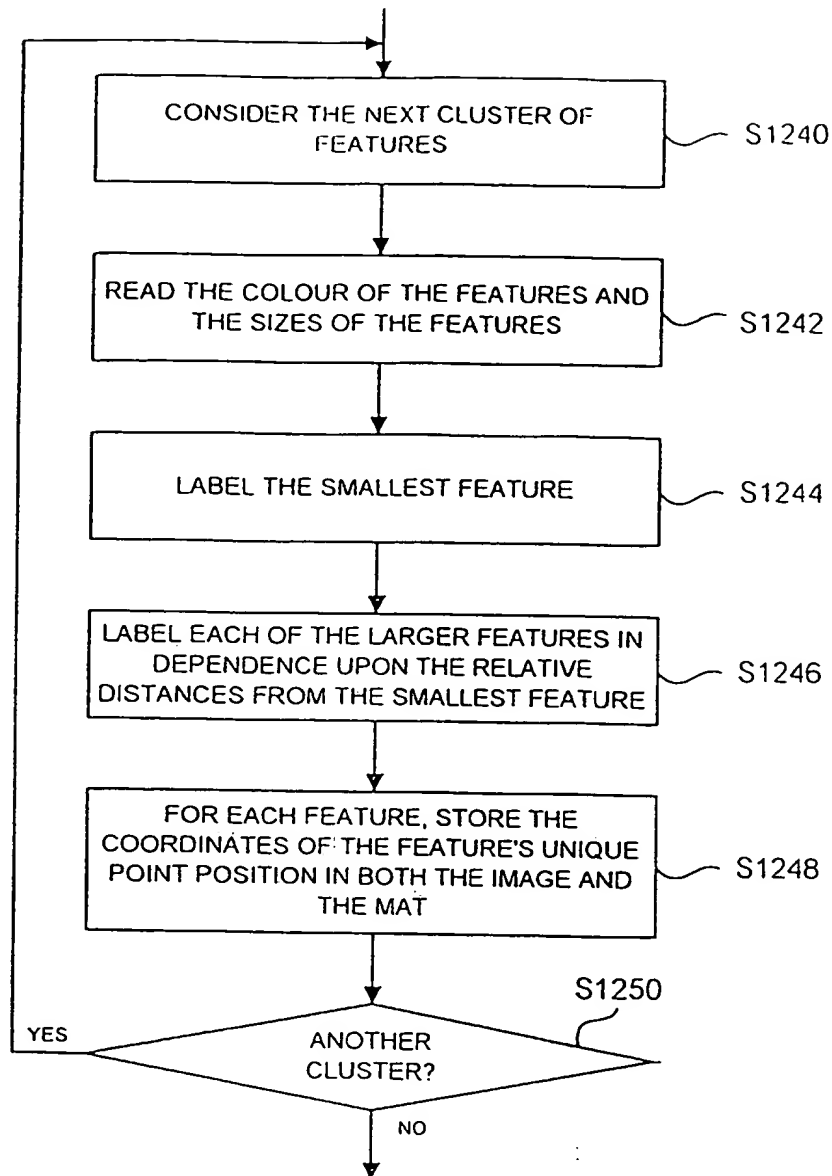 CONSIDER THE NEXT CLUSTER OF
FEATURES
S1240
READ THE COLOUR OF THE FEATURES AND
THE SIZES OF THE FEATURES
S1242
LABEL THE SMALLEST FEATURE
S1244
LABEL EACH OF THE LARGER FEATURES IN
DEPENDENCE UPON THE RELATIVE
DISTANCES FROM THE SMALLEST FEATURE
S1246
FOR EACH FEATURE, STORE THE
COORDINATES OF THE FEATURE'S UNIQUE
POINT POSITION IN BOTH THE IMAGE AND
THE MAT
S1248
S1250
YES
ANOTHER
CLUSTER?
NO